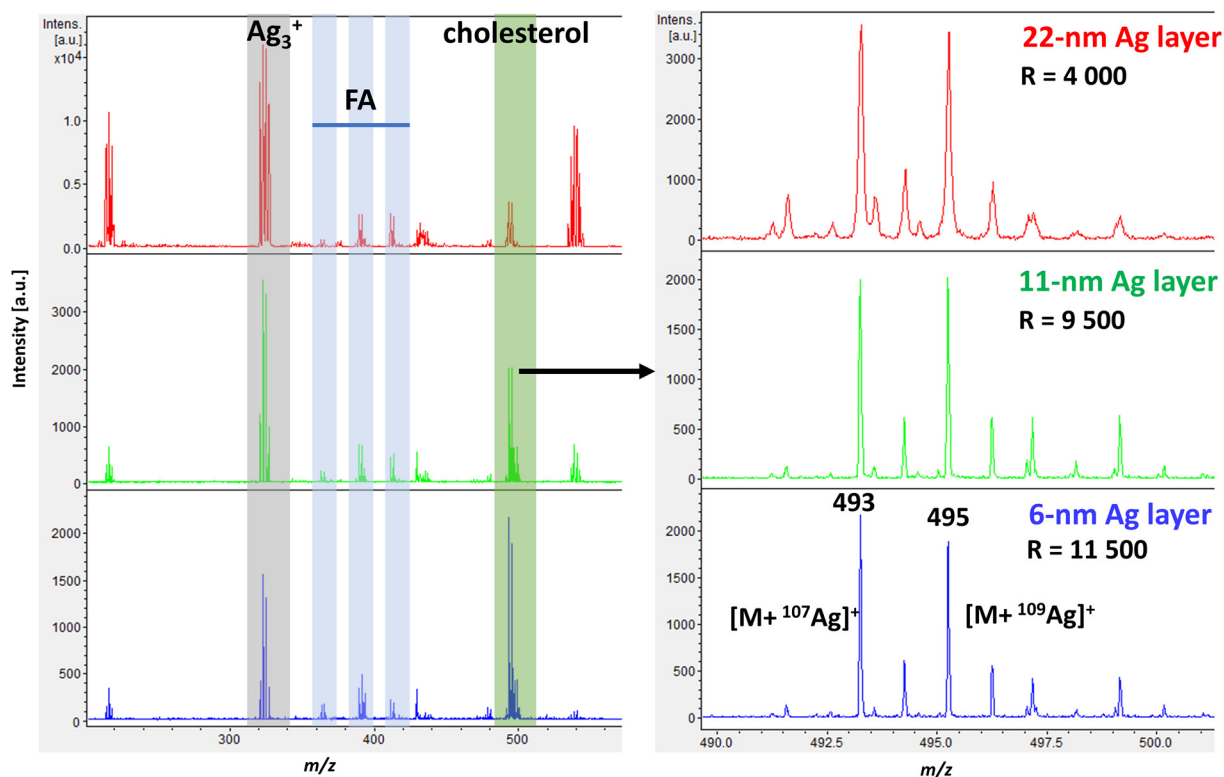 Intens.
[a.u.]
x10⁴
Ag₃⁺
cholesterol
FA
1.0
0.5
0.0
3000
2000
1000
0
2000
1500
1000
500
0
300
400
500
m/z
Intensity [a.u.]
Intens.
[a.u.]
22-nm Ag layer
R = 4 000
3000
2000
1000
0
11-nm Ag layer
R = 9 500
2000
1500
1000
500
0
493
495
6-nm Ag layer
R = 11 500
[M+ ¹⁰⁷Ag]⁺
[M+ ¹⁰⁹Ag]⁺
2000
1500
1000
500
0
490.0
492.5
495.0
497.5
500.0
m/z